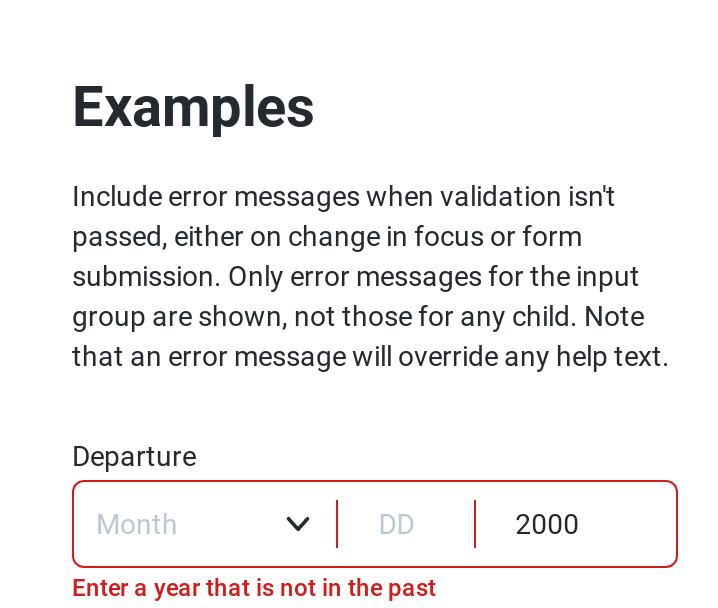 Examples
Include error messages when validation isn't
passed, either on change in focus or form
submission. Only error messages for the input
group are shown, not those for any child. Note
that an error message will override any help text.
Departure
Month DD 2000
Enter a year that is not in the past